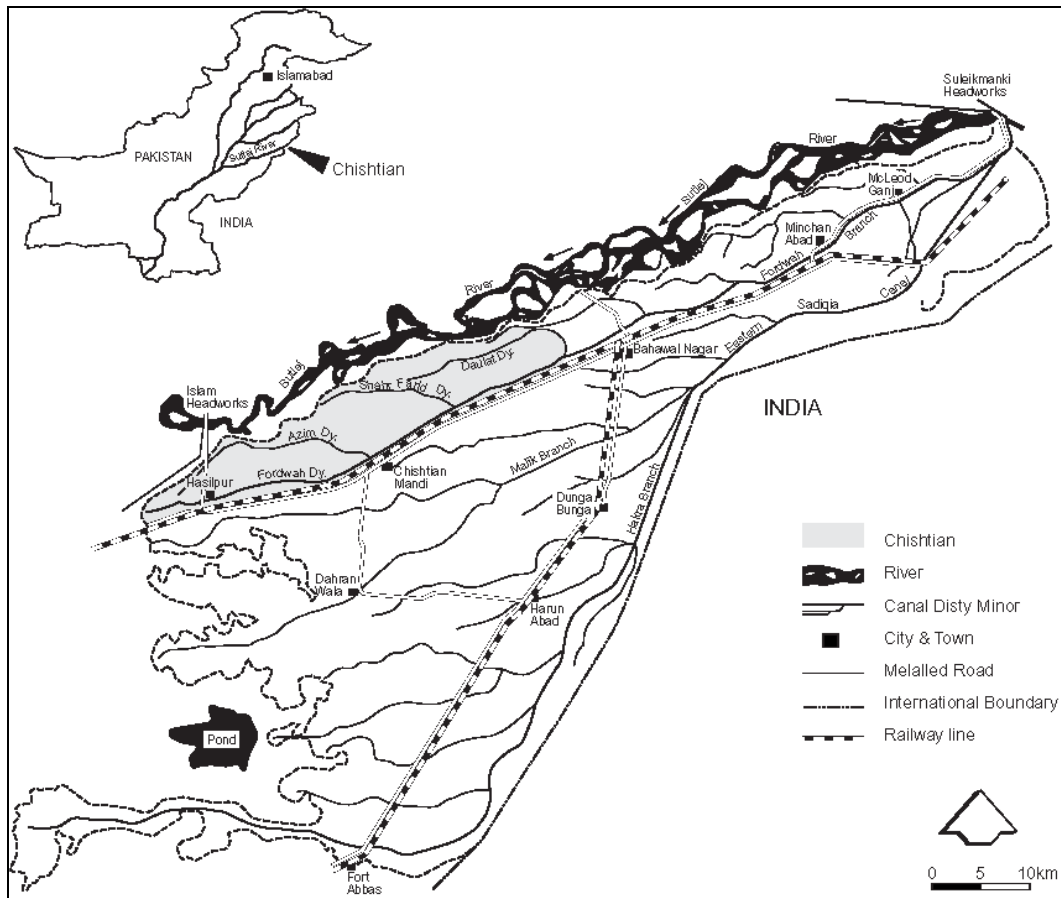 Islamabad
PAKISTAN
Sutlej River
Chishtian
INDIA
Suleikmanki
Headworks
River
McLeod
Ganj
Sutlej
Minchan
Abad
Branch
Fordwah
River
Canal
Sadiqia
Eastern
Bahawal Nagar
Daulat Dy.
Shehr Farid Dy.
Sutlej
Islam
Headworks
INDIA
Azim Dy.
Fordwah Dy.
Hasilpur
Chishtian
Mandi
Malik Branch
Dunga
Bunga
Hakra Branch
Dahran
Wala
Harun
Abad
Pond
Fort
Abbas
Chishtian
River
Canal Disty Minor
City & Town
Melalled Road
International Boundary
Railway line
0 5 10km